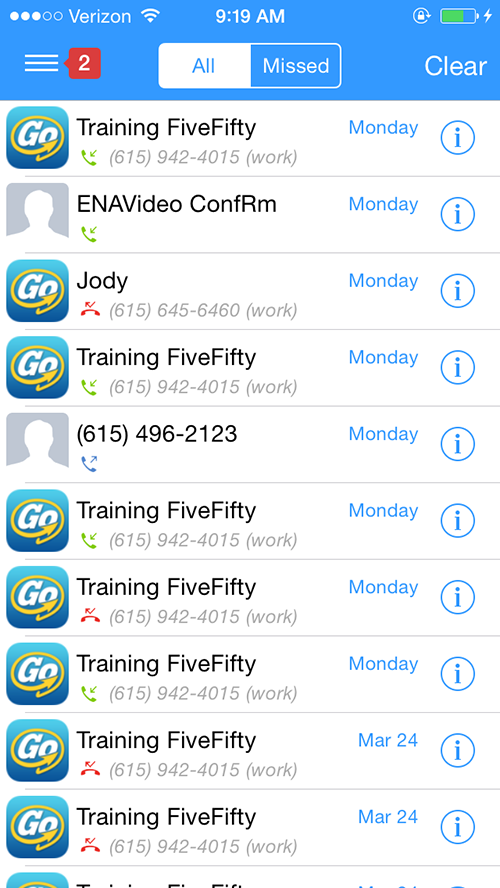 Verizon 9:19 AM
2 All Missed Clear
Go Training FiveFifty Monday i
(615) 942-4015 (work)
ENAVideo ConfRm Monday i
Go Jody Monday i
(615) 645-6460 (work)
Go Training FiveFifty Monday i
(615) 942-4015 (work)
(615) 496-2123 Monday i
Go Training FiveFifty Monday i
(615) 942-4015 (work)
Go Training FiveFifty Monday i
(615) 942-4015 (work)
Go Training FiveFifty Monday i
(615) 942-4015 (work)
Go Training FiveFifty Mar 24 i
(615) 942-4015 (work)
Go Training FiveFifty Mar 24 i
(615) 942-4015 (work)